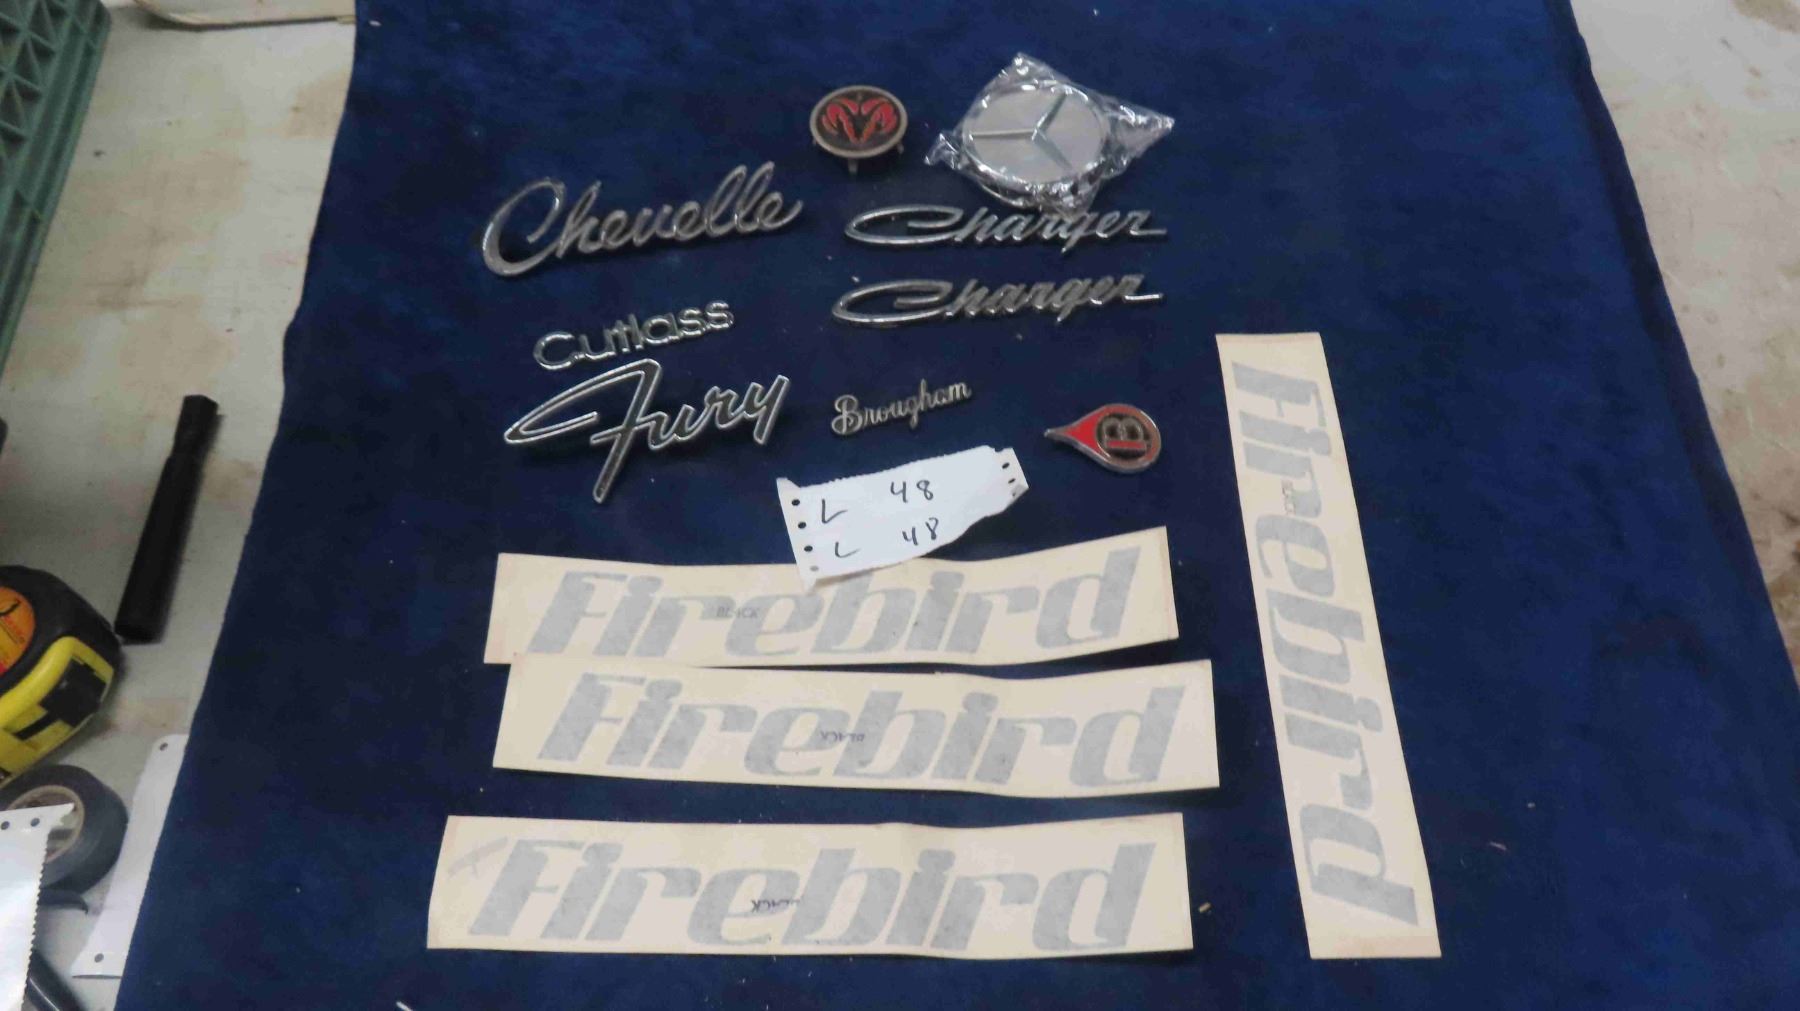 Chevelle
Charger
Charger
Cutlass
Fury
Brougham
B
L 48
L 48
Firebird
BLACK
Firebird
BLACK
Firebird
BLACK
Firebird